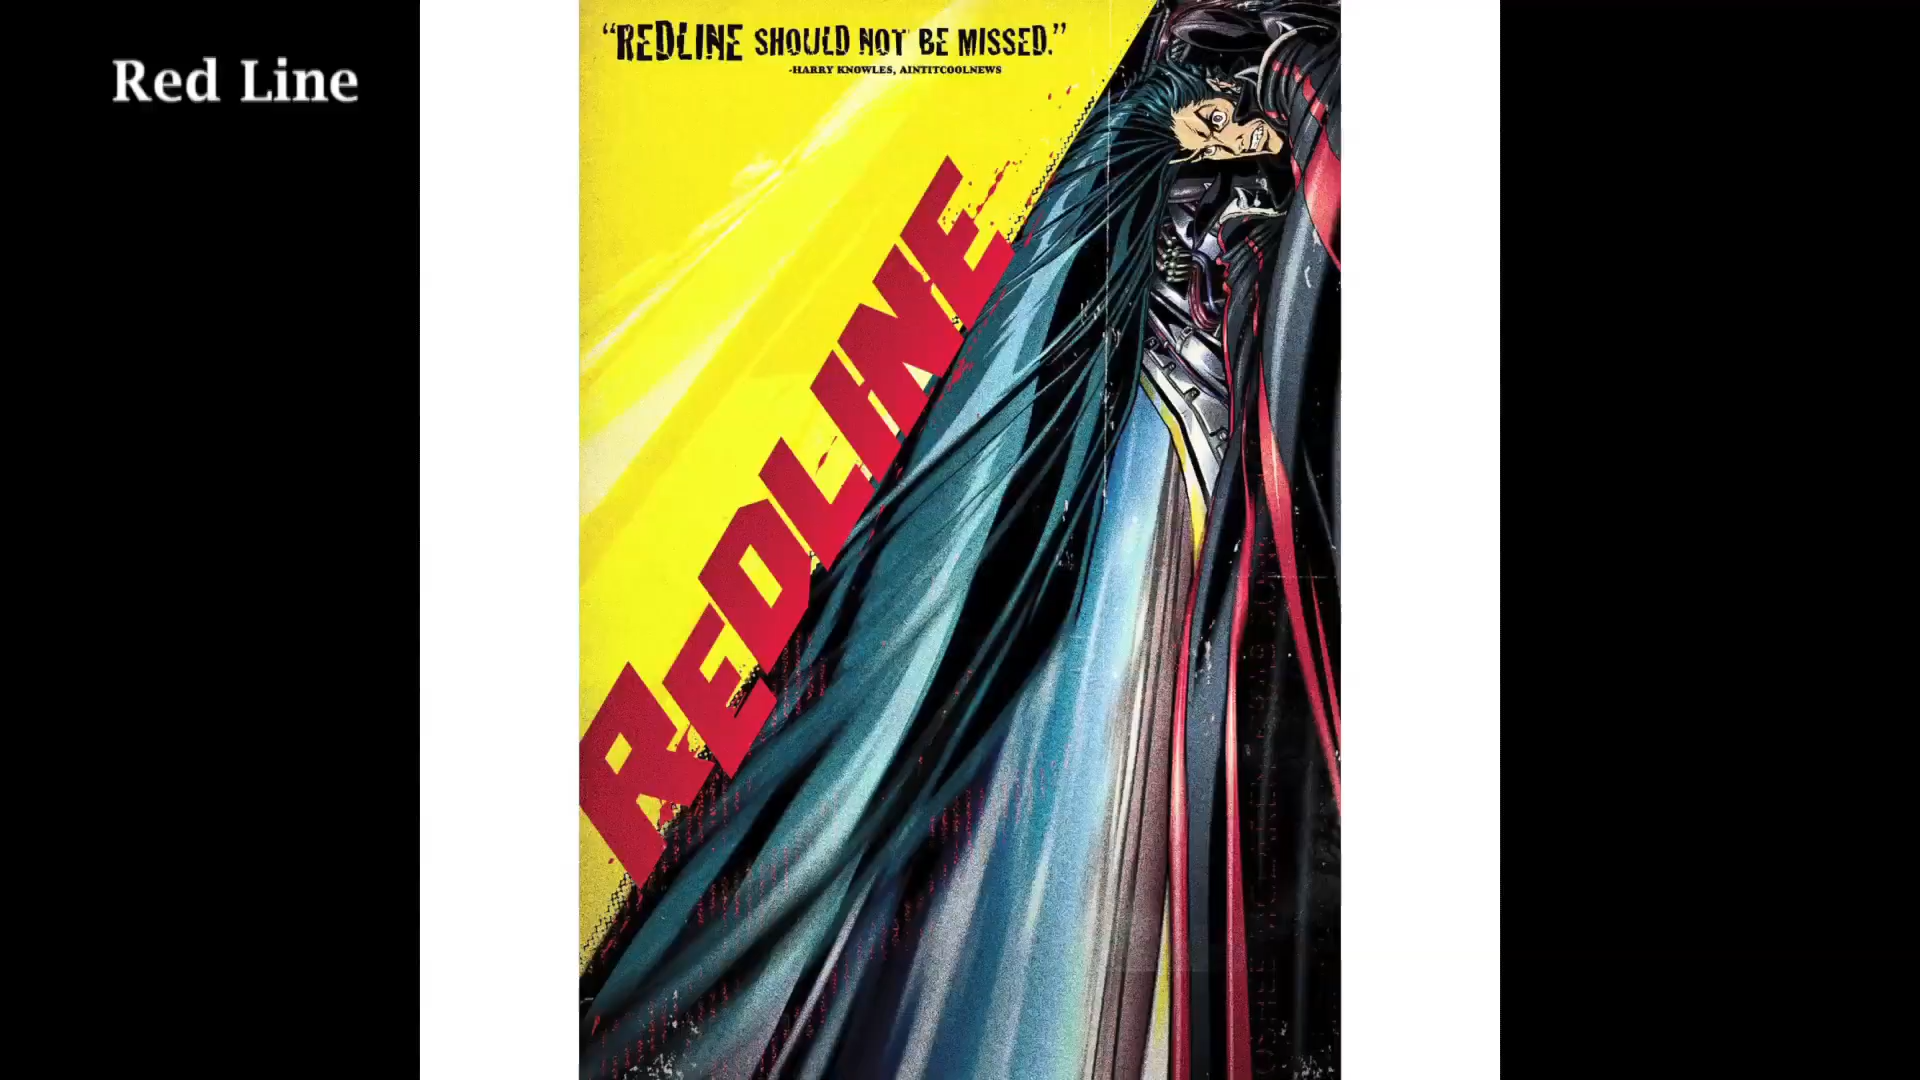 Red Line
“REDLINE SHOULD NOT BE MISSED.”
-HARRY KNOWLES, AINTITCOOLNEWS
REDLINE